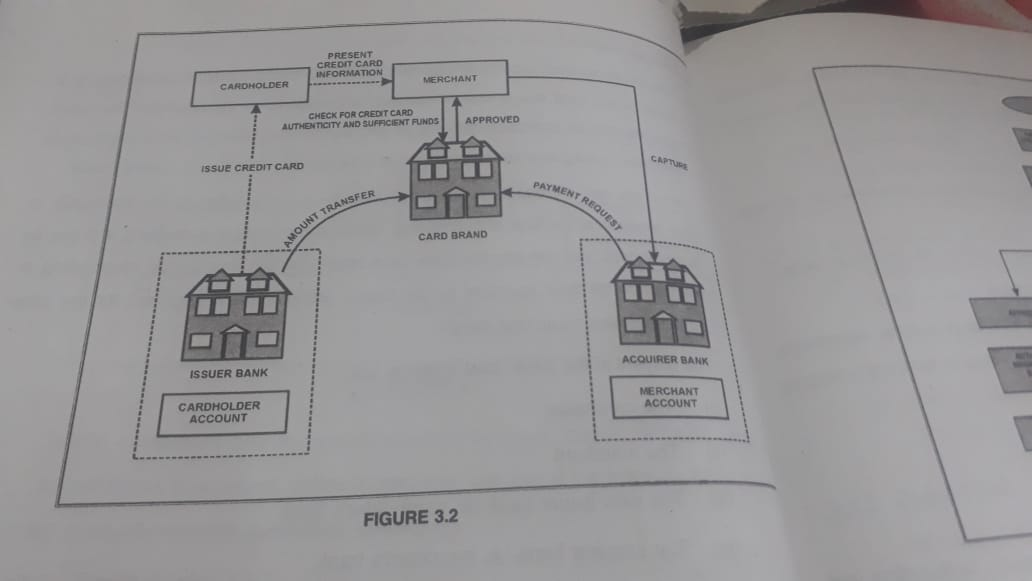 PRESENT
CREDIT CARD
INFORMATION
CARDHOLDER
MERCHANT
CHECK FOR CREDIT CARD
AUTHENTICITY AND SUFFICIENT FUNDS
APPROVED
ISSUE CREDIT CARD
CAPTURE
AMOUNT TRANSFER
PAYMENT REQUEST
CARD BRAND
ISSUER BANK
ACQUIRER BANK
CARDHOLDER
ACCOUNT
MERCHANT
ACCOUNT
FIGURE 3.2